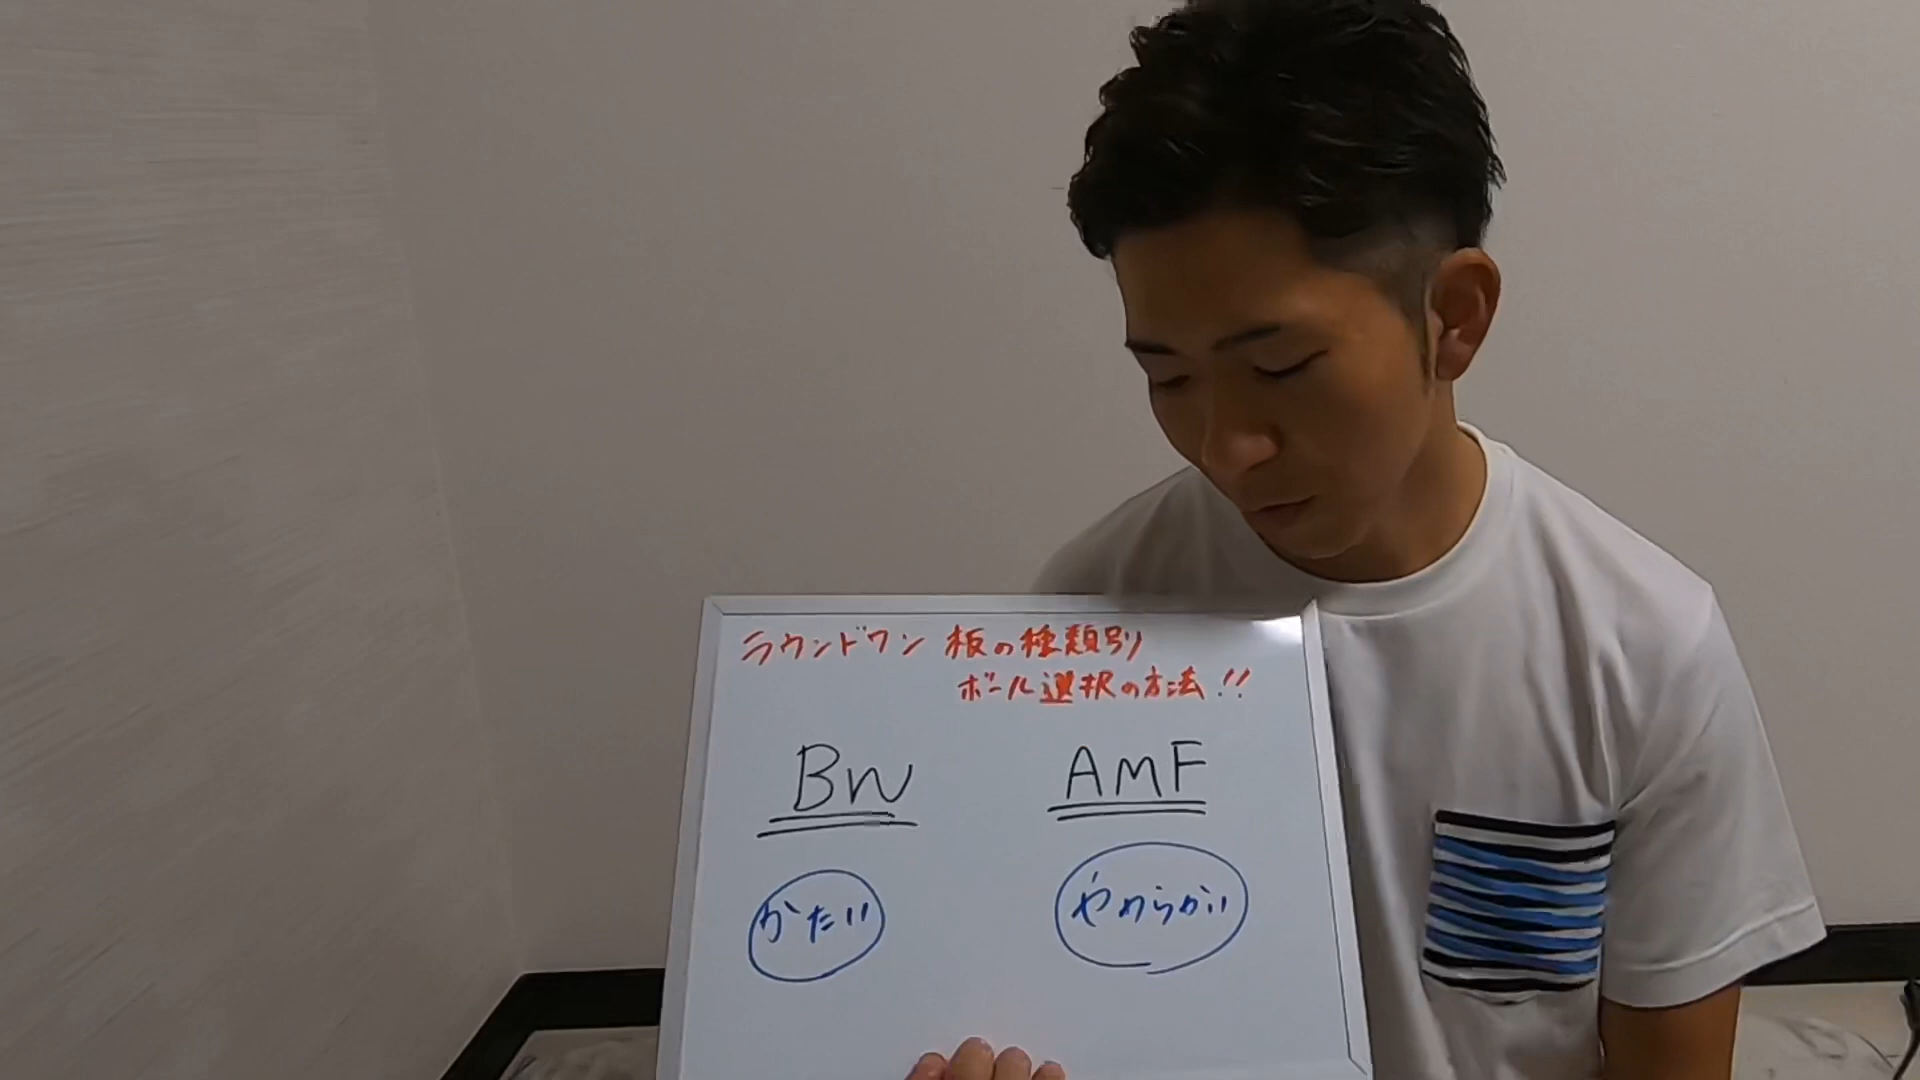 ラウンドワン 板の種類別
ボール選択の方法!!
BW
AMF
かたい
やわらかい